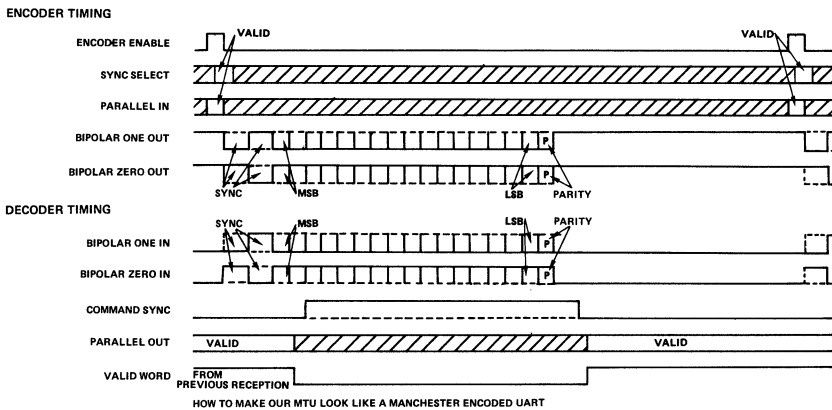 ENCODER TIMING
VALID
VALID
ENCODER ENABLE
SYNC SELECT
PARALLEL IN
BIPOLAR ONE OUT
P
BIPOLAR ZERO OUT
P
SYNC
MSB
LSB
PARITY
DECODER TIMING
SYNC
MSB
LSB
PARITY
BIPOLAR ONE IN
P
BIPOLAR ZERO IN
P
COMMAND SYNC
PARALLEL OUT
VALID
VALID
VALID WORD
FROM
PREVIOUS RECEPTION
HOW TO MAKE OUR MTU LOOK LIKE A MANCHESTER ENCODED UART